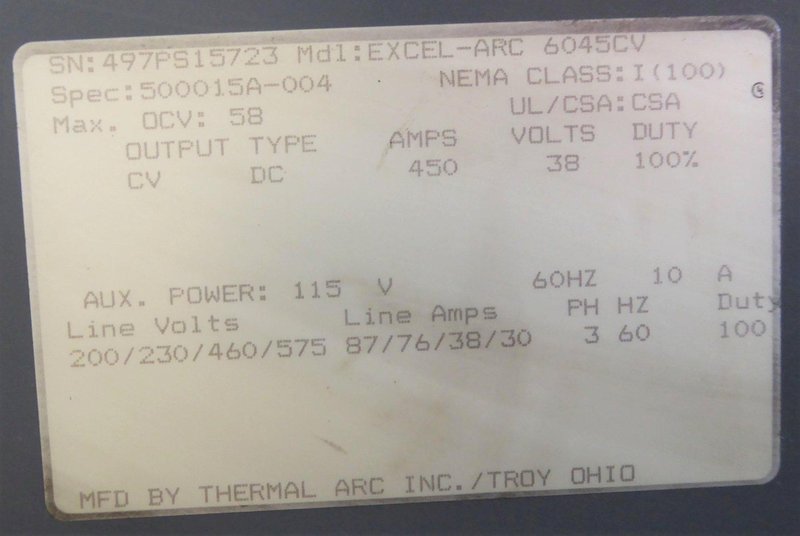 SN:497PS15723 Mdl:EXCEL-ARC 6045CV
Spec:500015A-004 NEMA CLASS:I(100)
Max. OCV: 58 UL/CSA:CSA
OUTPUT TYPE AMPS VOLTS DUTY
CV DC 450 38 100%
AUX. POWER: 115 V 60HZ 10 A
Line Volts Line Amps PH HZ Duty
200/230/460/575 87/76/38/30 3 60 100
MFD BY THERMAL ARC INC./TROY OHIO